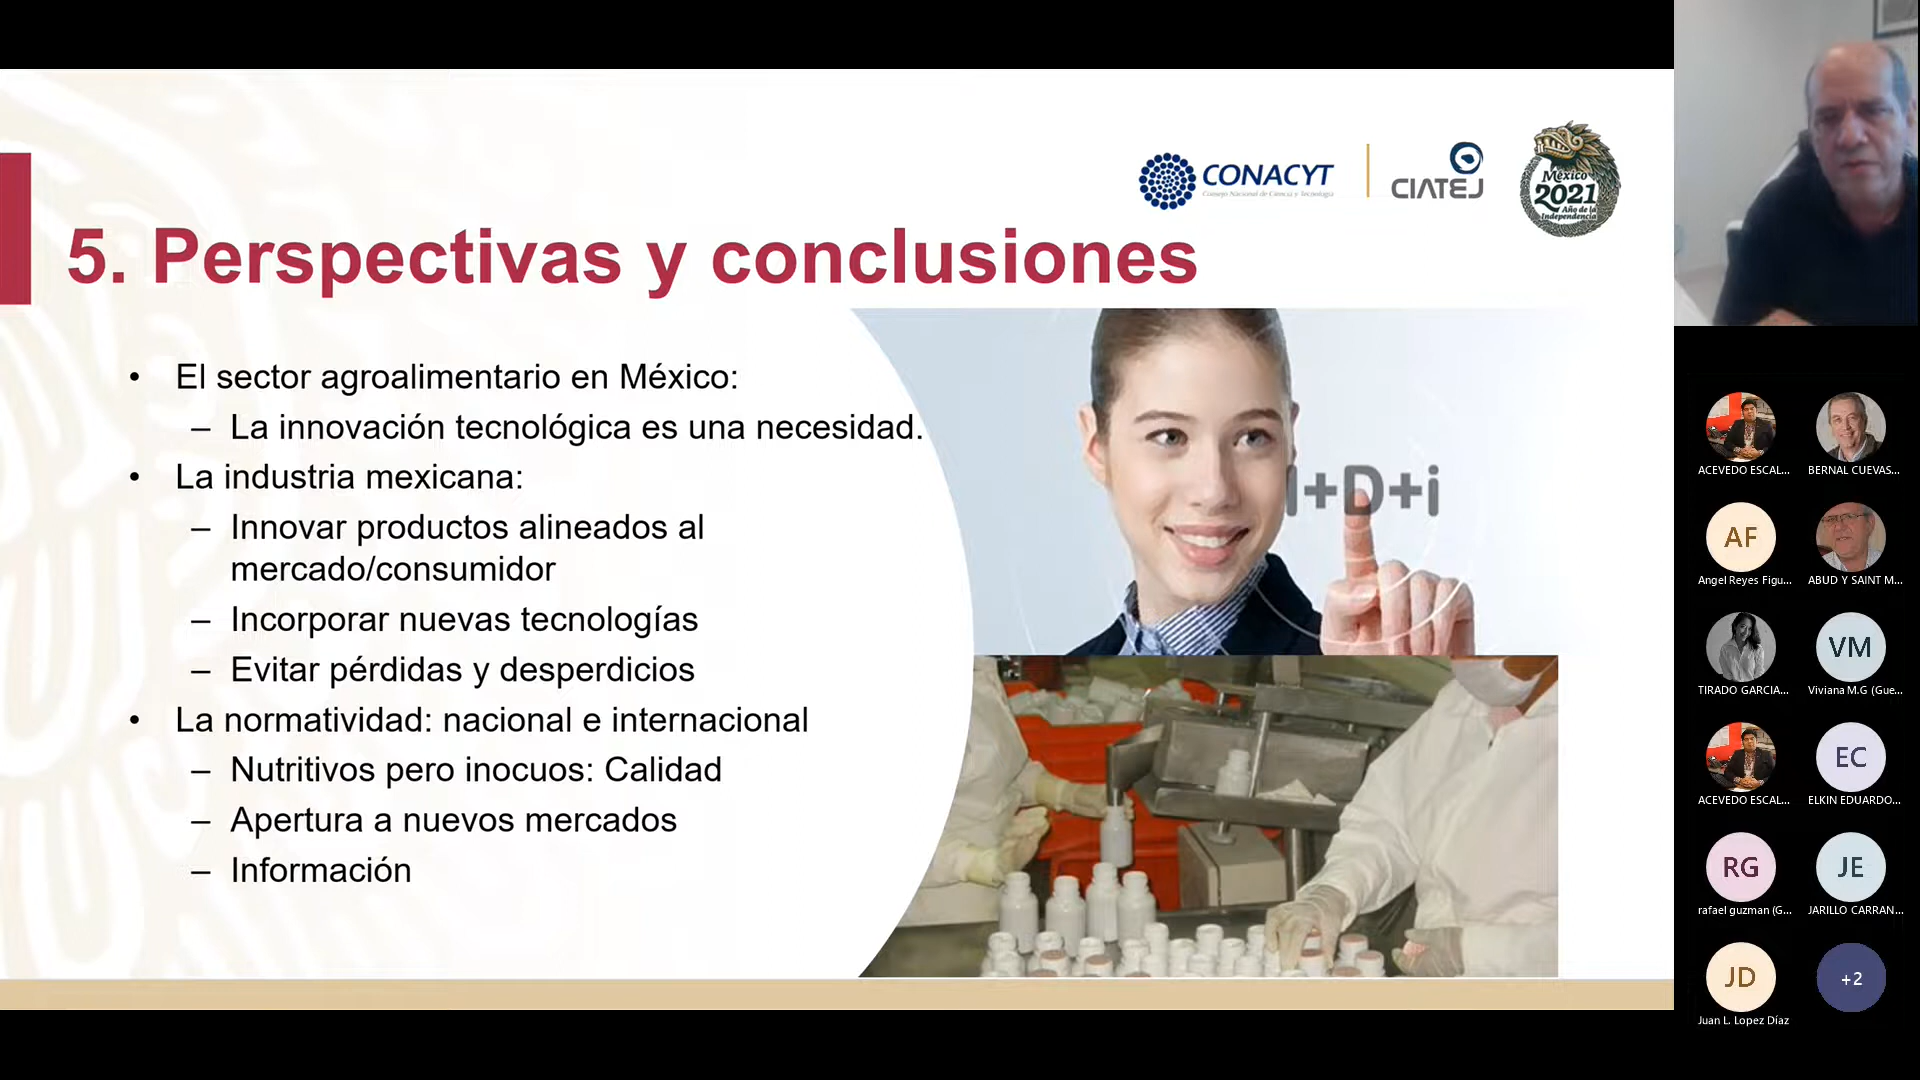 CONACYT
Consejo Nacional de Ciencia y Tecnología
CIATEJ
México
2021
Año de la
Independencia
5. Perspectivas y conclusiones
• El sector agroalimentario en México:
– La innovación tecnológica es una necesidad.
• La industria mexicana:
– Innovar productos alineados al
mercado/consumidor
– Incorporar nuevas tecnologías
– Evitar pérdidas y desperdicios
• La normatividad: nacional e internacional
– Nutritivos pero inocuos: Calidad
– Apertura a nuevos mercados
– Información
I+D+i
ACEVEDO ESCAL...
BERNAL CUEVAS...
AF
Angel Reyes Figu...
ABUD Y SAINT M...
TIRADO GARCIA...
VM
Viviana M.G (Gue...
ACEVEDO ESCAL...
EC
ELKIN EDUARDO...
RG
rafael guzman (G...
JE
JARILLO CARRAN...
JD
Juan L. Lopez Díaz
+2